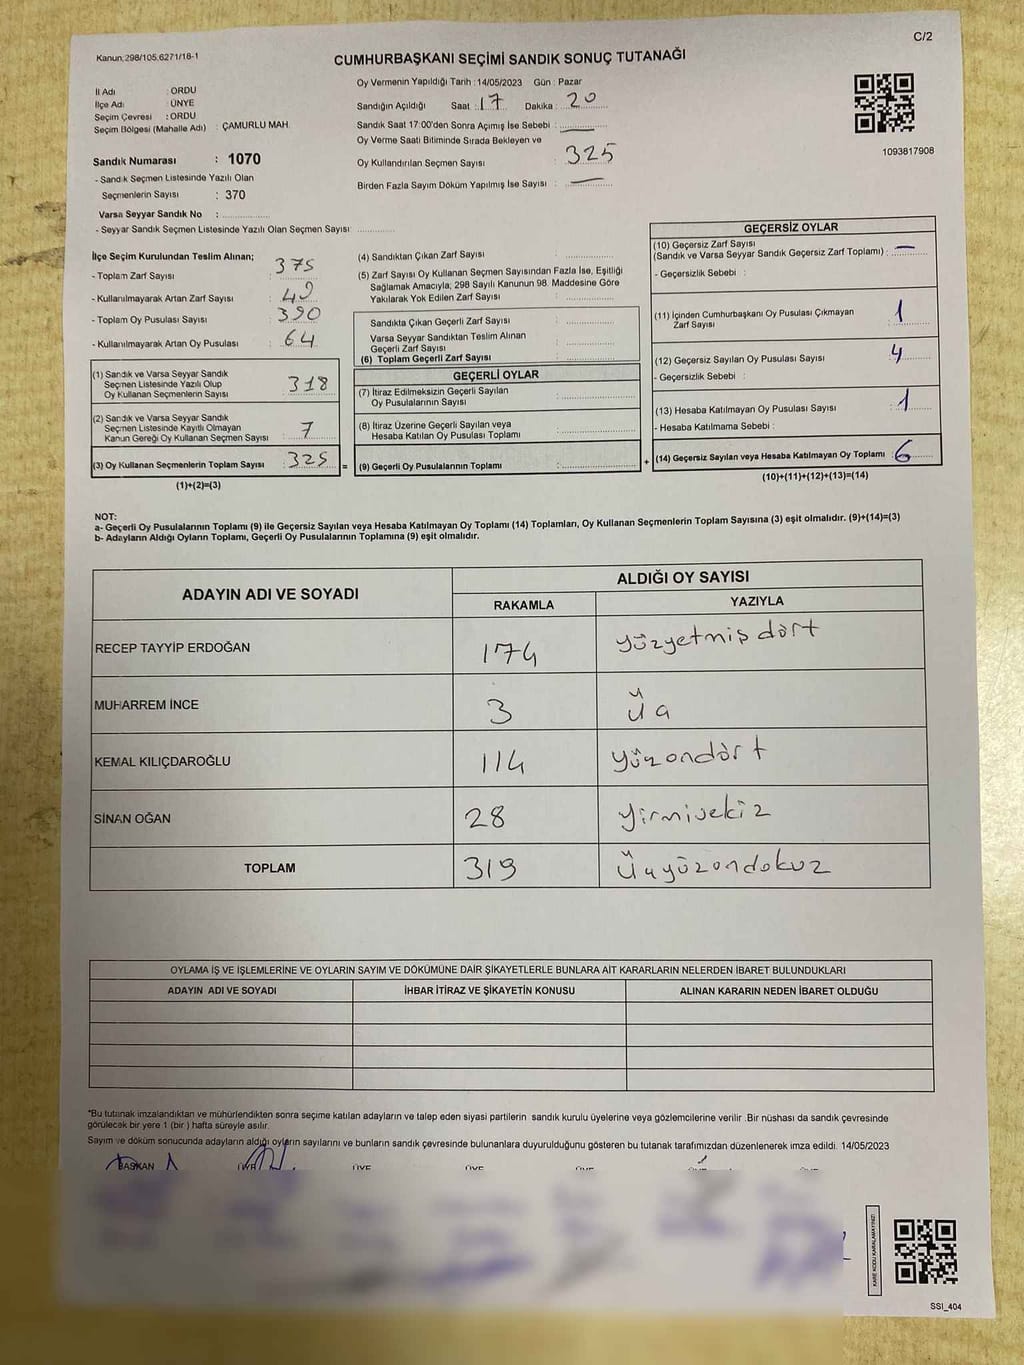 C/2
Kanun:298/105,6271/18-1
CUMHURBAŞKANI SEÇİMİ SANDIK SONUÇ TUTANAĞI
İl Adı : ORDU
İlçe Adı : ÜNYE
Seçim Çevresi : ORDU
Seçim Bölgesi (Mahalle Adı) : ÇAMURLU MAH.
Sandık Numarası : 1070
- Sandık Seçmen Listesinde Yazılı Olan
Seçmenlerin Sayısı : 370
Varsa Seyyar Sandık No :
- Seyyar Sandık Seçmen Listesinde Yazılı Olan Seçmen Sayısı:
Oy Vermenin Yapıldığı Tarih : 14/05/2023 Gün : Pazar
Sandığın Açıldığı Saat : 17 Dakika : 20
Sandık Saat 17:00'den Sonra Açımış İse Sebebi :
Oy Verme Saati Bitiminde Sırada Bekleyen ve
Oy Kullandırılan Seçmen Sayısı : 325
Birden Fazla Sayım Döküm Yapılmış İse Sayısı :
1093817908
İlçe Seçim Kurulundan Teslim Alınan;
- Toplam Zarf Sayısı : 375
- Kullanılmayarak Artan Zarf Sayısı : 49
- Toplam Oy Pusulası Sayısı : 390
- Kullanılmayarak Artan Oy Pusulası : 64
(1) Sandık ve Varsa Seyyar Sandık
Seçmen Listesinde Yazılı Olup
Oy Kullanan Seçmenlerin Sayısı : 318
(2) Sandık ve Varsa Seyyar Sandık
Seçmen Listesinde Kayıtlı Olmayan
Kanun Gereği Oy Kullanan Seçmen Sayısı : 7
(3) Oy Kullanan Seçmenlerin Toplam Sayısı : 325
(1)+(2)=(3)
(4) Sandıktan Çıkan Zarf Sayısı :
(5) Zarf Sayısı Oy Kullanan Seçmen Sayısından Fazla İse, Eşitliği
Sağlamak Amacıyla, 298 Sayılı Kanunun 98. Maddesine Göre
Yakılarak Yok Edilen Zarf Sayısı :
Sandıkta Çıkan Geçerli Zarf Sayısı :
Varsa Seyyar Sandıktan Teslim Alınan
Geçerli Zarf Sayısı :
(6) Toplam Geçerli Zarf Sayısı :
GEÇERLİ OYLAR
(7) İtiraz Edilmeksizin Geçerli Sayılan
Oy Pusulalarının Sayısı :
(8) İtiraz Üzerine Geçerli Sayılan veya
Hesaba Katılan Oy Pusulası Toplamı :
= (9) Geçerli Oy Pusulalarının Toplamı :
GEÇERSİZ OYLAR
(10) Geçersiz Zarf Sayısı
(Sandık ve Varsa Seyyar Sandık Geçersiz Zarf Toplamı) : —
- Geçersizlik Sebebi :
(11) İçinden Cumhurbaşkanı Oy Pusulası Çıkmayan
Zarf Sayısı : 1
(12) Geçersiz Sayılan Oy Pusulası Sayısı : 4
- Geçersizlik Sebebi :
(13) Hesaba Katılmayan Oy Pusulası Sayısı : 1
- Hesaba Katılmama Sebebi :
+ (14) Geçersiz Sayılan veya Hesaba Katılmayan Oy Toplamı : 6
(10)+(11)+(12)+(13)=(14)
NOT:
a- Geçerli Oy Pusulalarının Toplamı (9) ile Geçersiz Sayılan veya Hesaba Katılmayan Oy Toplamı (14) Toplamları, Oy Kullanan Seçmenlerin Toplam Sayısına (3) eşit olmalıdır. (9)+(14)=(3)
b- Adayların Aldığı Oyların Toplamı, Geçerli Oy Pusulalarının Toplamına (9) eşit olmalıdır.
ADAYIN ADI VE SOYADI
ALDIĞI OY SAYISI
RAKAMLA YAZIYLA
RECEP TAYYİP ERDOĞAN 174 yüzyetmişdört
MUHARREM İNCE 3 üç
KEMAL KILIÇDAROĞLU 114 yüzondört
SİNAN OĞAN 28 yirmisekiz
TOPLAM 319 üçyüzondokuz
OYLAMA İŞ VE İŞLEMLERİNE VE OYLARIN SAYIM VE DÖKÜMÜNE DAİR ŞİKAYETLERLE BUNLARA AİT KARARLARIN NELERDEN İBARET BULUNDUKLARI
ADAYIN ADI VE SOYADI İHBAR İTİRAZ VE ŞİKAYETİN KONUSU ALINAN KARARIN NEDEN İBARET OLDUĞU
*Bu tutanak imzalandıktan ve mühürlendikten sonra seçime katılan adayların ve talep eden siyasi partilerin sandık kurulu üyelerine veya gözlemcilerine verilir. Bir nüshası da sandık çevresinde
görülecek bir yere 1 (bir) hafta süreyle asılır.
Sayım ve döküm sonucunda adayların aldığı oyların sayılarını ve bunların sandık çevresinde bulunanlara duyurulduğunu gösteren bu tutanak tarafımızdan düzenlenerek imza edildi. 14/05/2023
BAŞKAN ÜYE ÜYE ÜYE ÜYE ÜYE ÜYE
KARE KODU KARALAMAYINIZ!
SSI_404